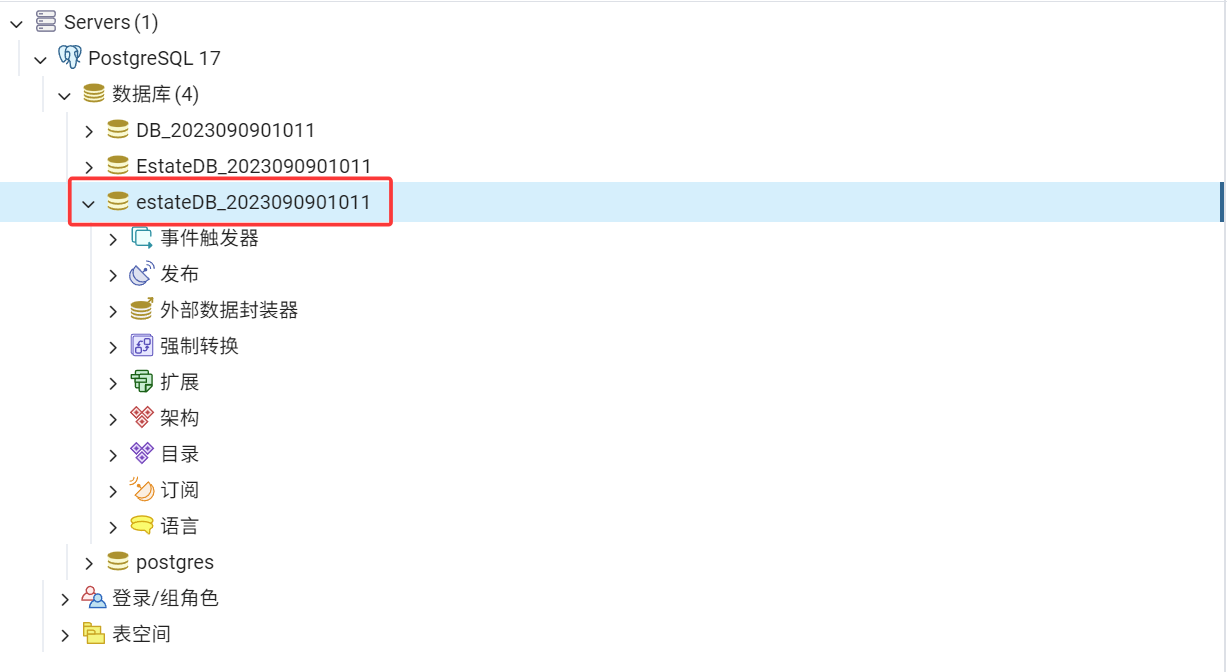 Servers (1)
PostgreSQL 17
数据库 (4)
DB_2023090901011
EstateDB_2023090901011
estateDB_2023090901011
事件触发器
发布
外部数据封装器
强制转换
扩展
架构
目录
订阅
语言
postgres
登录/组角色
表空间